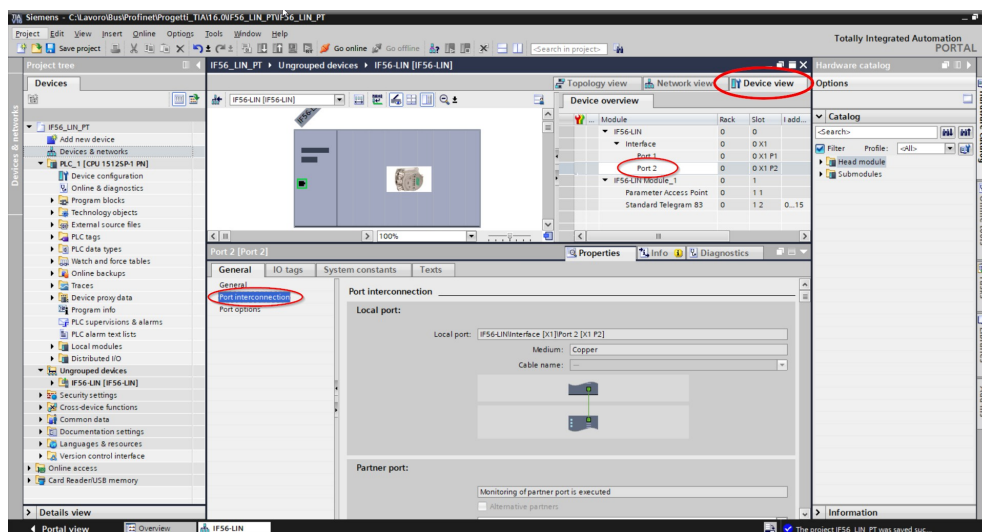 Siemens - C:\Lavoro\Bus\Profinet\Progetti_TIA\16.0\IF56_LIN_PT\IF56_LIN_PT
Project Edit View Insert Online Options Tools Window Help
Save project Go online Go offline <Search in project>
Totally Integrated Automation
PORTAL
Project tree
Devices
IF56_LIN_PT
Add new device
Devices & networks
PLC_1 [CPU 1512SP-1 PN]
Device configuration
Online & diagnostics
Program blocks
Technology objects
External source files
PLC tags
PLC data types
Watch and force tables
Online backups
Traces
Device proxy data
Program info
PLC supervisions & alarms
PLC alarm text lists
Local modules
Distributed I/O
Ungrouped devices
IF56-LIN [IF56-LIN]
Security settings
Cross-device functions
Common data
Documentation settings
Languages & resources
Version control interface
Online access
Card Reader/USB memory
Details view
Devices & networks
IF56_LIN_PT Ungrouped devices IF56-LIN [IF56-LIN]
Topology view Network view Device view
IF56-LIN [IF56-LIN]
IF56-LIN
100%
Device overview
... Module Rack Slot I add...
IF56-LIN 0 0
Interface 0 0 X1
Port 1 0 0 X1 P1
Port 2 0 0 X1 P2
IF56-LIN Module_1 0 1
Parameter Access Point 0 1 1
Standard Telegram 83 0 1 2 0...15
Port 2 [Port 2]
Properties Info Diagnostics
General IO tags System constants Texts
General
Port interconnection
Port options
Port interconnection
Local port:
Local port: IF56-LIN\Interface [X1]\Port 2 [X1 P2]
Medium: Copper
Cable name: ---
Partner port:
Monitoring of partner port is executed
Alternative partners
Hardware catalog
Options
Catalog
<Search>
Filter Profile: <All>
Head module
Submodules
Information
Portal view Overview IF56-LIN
The project IF56_LIN_PT was saved suc...